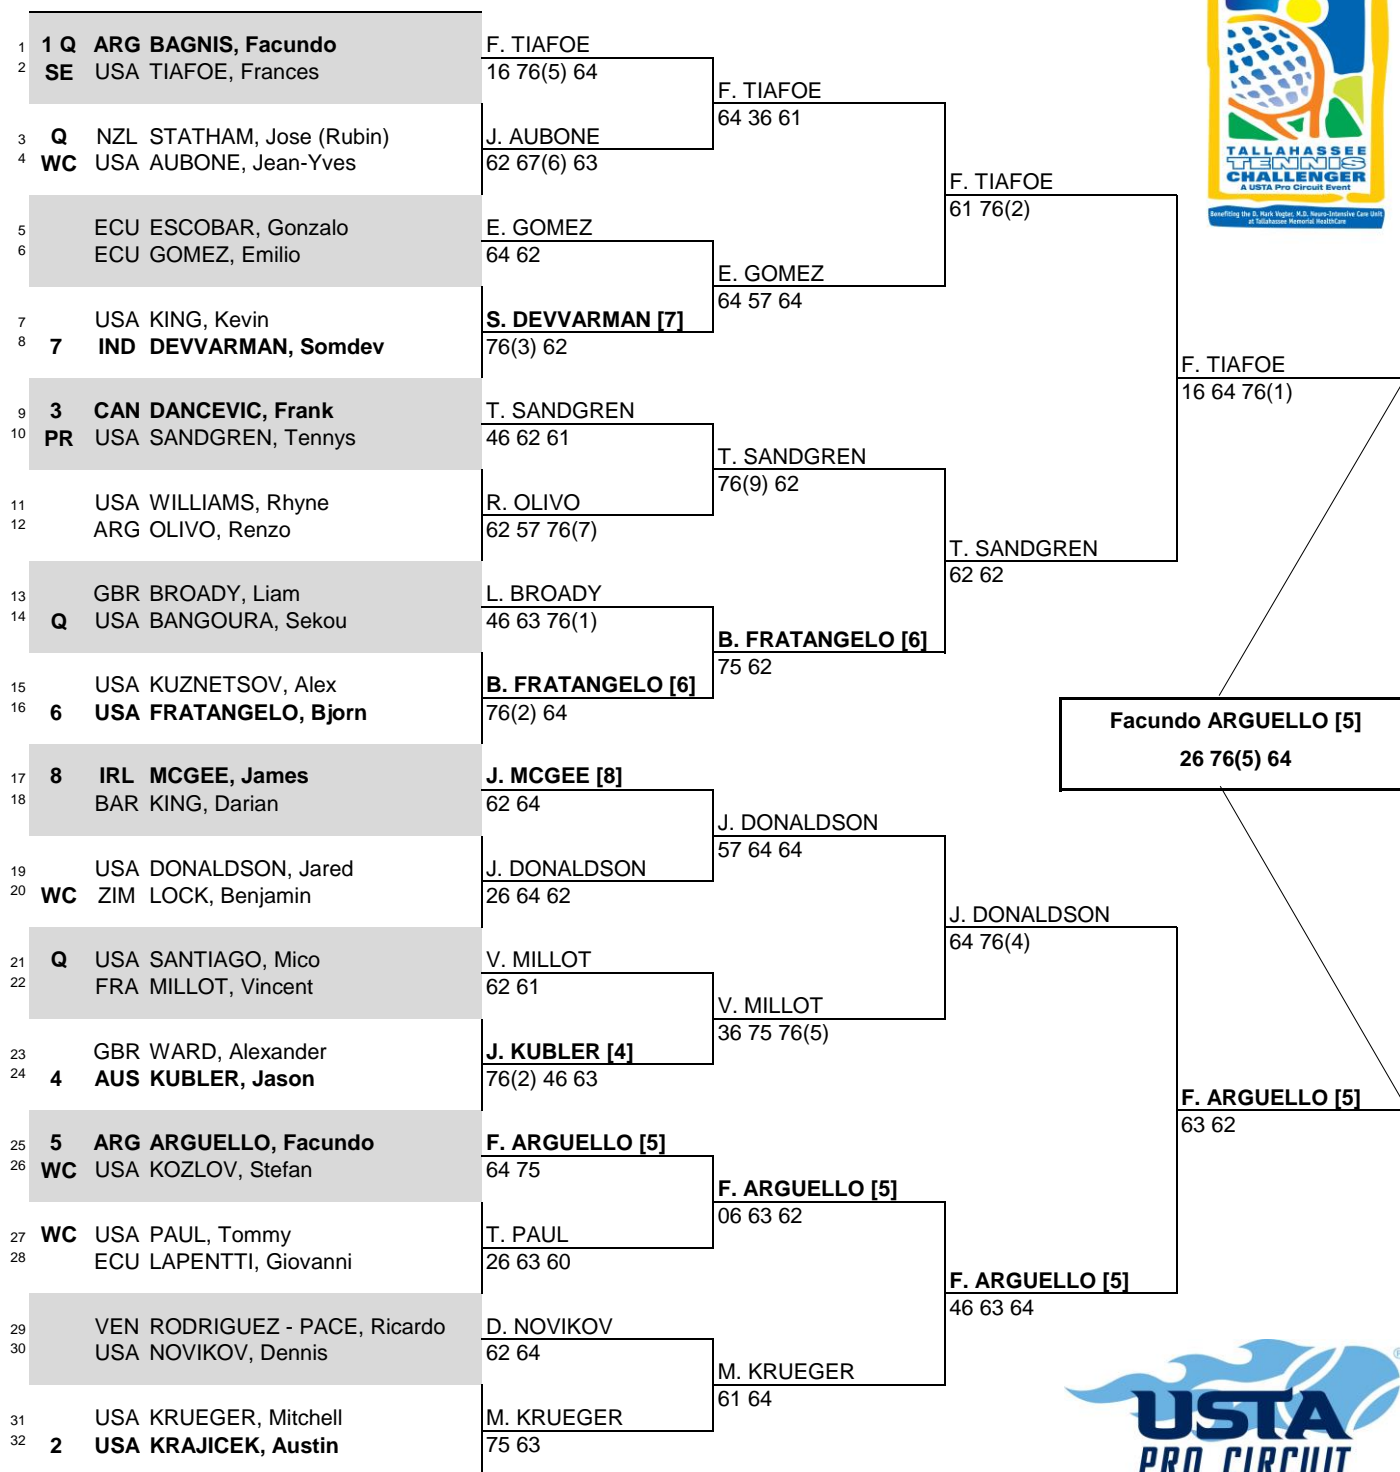 1 1 Q ARG BAGNIS, Facundo
2 SE USA TIAFOE, Frances
3 Q NZL STATHAM, Jose (Rubin)
4 WC USA AUBONE, Jean-Yves
5 ECU ESCOBAR, Gonzalo
6 ECU GOMEZ, Emilio
7 USA KING, Kevin
8 7 IND DEVVARMAN, Somdev
9 3 CAN DANCEVIC, Frank
10 PR USA SANDGREN, Tennys
11 USA WILLIAMS, Rhyne
12 ARG OLIVO, Renzo
13 GBR BROADY, Liam
14 Q USA BANGOURA, Sekou
15 USA KUZNETSOV, Alex
16 6 USA FRATANGELO, Bjorn
17 8 IRL MCGEE, James
18 BAR KING, Darian
19 USA DONALDSON, Jared
20 WC ZIM LOCK, Benjamin
21 Q USA SANTIAGO, Mico
22 FRA MILLOT, Vincent
23 GBR WARD, Alexander
24 4 AUS KUBLER, Jason
25 5 ARG ARGUELLO, Facundo
26 WC USA KOZLOV, Stefan
27 WC USA PAUL, Tommy
28 ECU LAPENTTI, Giovanni
29 VEN RODRIGUEZ - PACE, Ricardo
30 USA NOVIKOV, Dennis
31 USA KRUEGER, Mitchell
32 2 USA KRAJICEK, Austin
F. TIAFOE
16 76(5) 64
J. AUBONE
62 67(6) 63
E. GOMEZ
64 62
S. DEVVARMAN [7]
76(3) 62
T. SANDGREN
46 62 61
R. OLIVO
62 57 76(7)
L. BROADY
46 63 76(1)
B. FRATANGELO [6]
76(2) 64
J. MCGEE [8]
62 64
J. DONALDSON
26 64 62
V. MILLOT
62 61
J. KUBLER [4]
76(2) 46 63
F. ARGUELLO [5]
64 75
T. PAUL
26 63 60
D. NOVIKOV
62 64
M. KRUEGER
75 63
F. TIAFOE
64 36 61
E. GOMEZ
64 57 64
T. SANDGREN
76(9) 62
B. FRATANGELO [6]
75 62
J. DONALDSON
57 64 64
V. MILLOT
36 75 76(5)
F. ARGUELLO [5]
06 63 62
M. KRUEGER
61 64
F. TIAFOE
61 76(2)
T. SANDGREN
62 62
J. DONALDSON
64 76(4)
F. ARGUELLO [5]
46 63 64
F. TIAFOE
16 64 76(1)
F. ARGUELLO [5]
63 62
Facundo ARGUELLO [5]
26 76(5) 64
TALLAHASSEE
TENNIS
CHALLENGER
A USTA Pro Circuit Event
Benefiting the D. Mark Vogter, M.D. Neuro-Intensive Care Unit
at Tallahassee Memorial HealthCare
USTA
PRO CIRCUIT